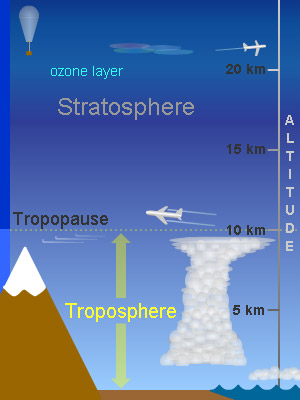 20 km
ozone layer
Stratosphere
15 km
ALTITUDE
Tropopause
10 km
Troposphere
5 km